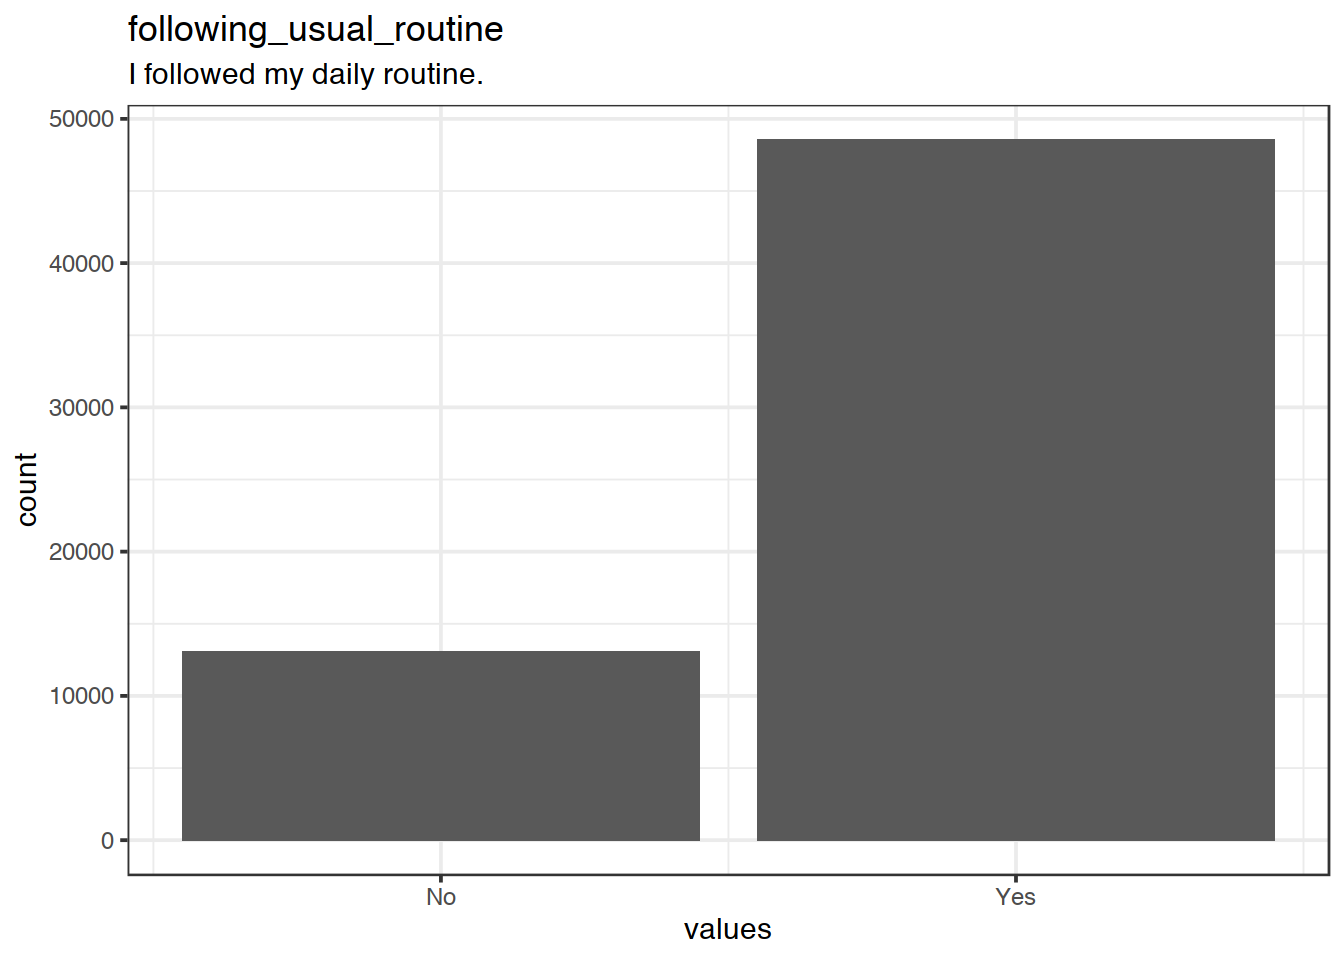 following_usual_routine
I followed my daily routine.
50000
40000
30000
20000
10000
0
count
No Yes
values